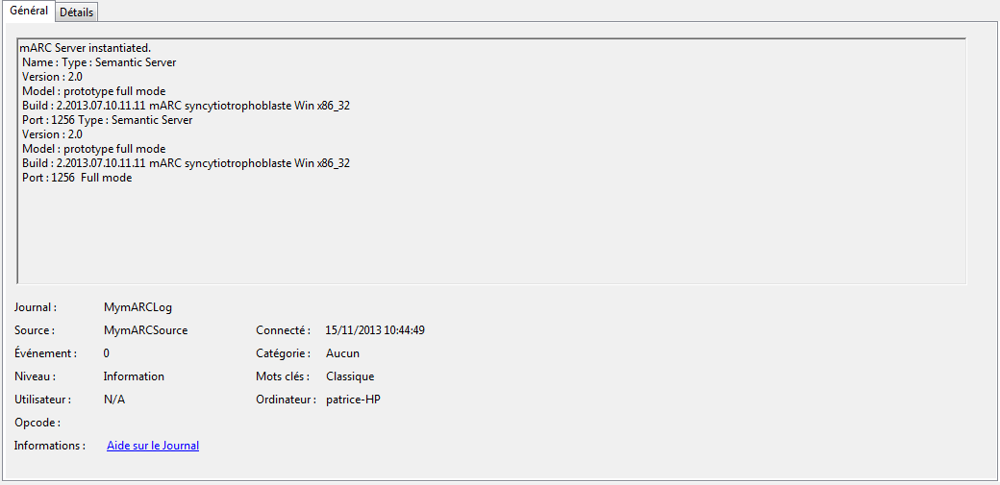 Général Détails
mARC Server instantiated.
Name : Type : Semantic Server
Version : 2.0
Model : prototype full mode
Build : 2.2013.07.10.11.11 mARC syncytiotrophoblaste Win x86_32
Port : 1256 Type : Semantic Server
Version : 2.0
Model : prototype full mode
Build : 2.2013.07.10.11.11 mARC syncytiotrophoblaste Win x86_32
Port : 1256  Full mode
Journal : MymARCLog
Source : MymARCSource Connecté : 15/11/2013 10:44:49
Événement : 0 Catégorie : Aucun
Niveau : Information Mots clés : Classique
Utilisateur : N/A Ordinateur : patrice-HP
Opcode :
Informations : Aide sur le Journal